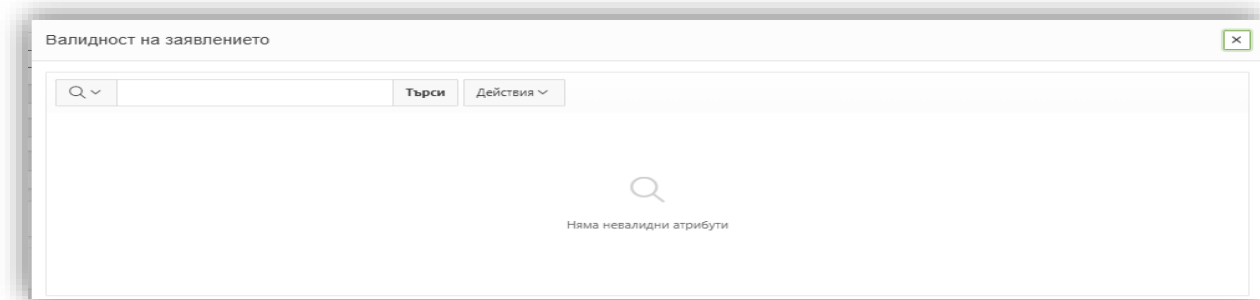 Валидност на заявлението
Търси Действия
Няма невалидни атрибути